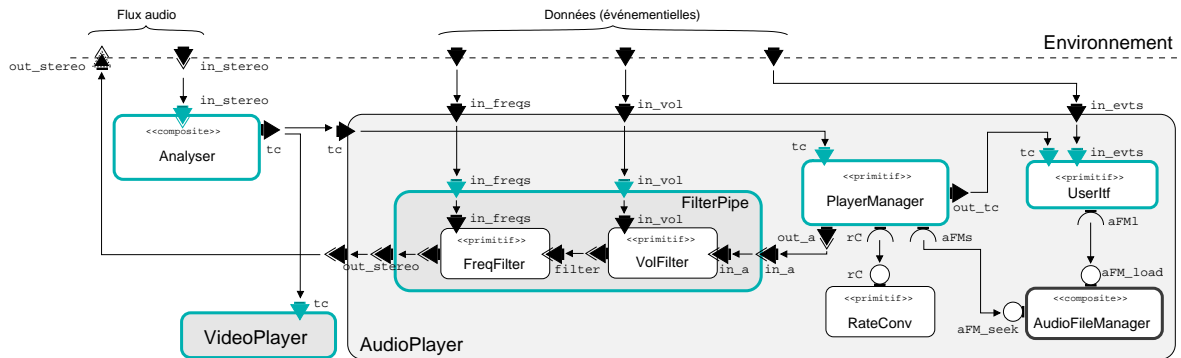 Flux audio
Données (événementielles)
Environnement
out_stereo
in_stereo
in_stereo
in_freqs
in_vol
in_evts
<<composite>>
Analyser
tc
tc
tc
tc
in_evts
in_freqs
in_vol
<<primitif>>
PlayerManager
<<primitif>>
UserItf
out_tc
FilterPipe
in_freqs
in_vol
<<primitif>>
FreqFilter
<<primitif>>
VolFilter
out_stereo
filter
in_a
in_a
out_a
rC
aFMs
aFMl
rC
aFM_load
<<primitif>>
RateConv
<<composite>>
AudioFileManager
aFM_seek
tc
VideoPlayer
AudioPlayer